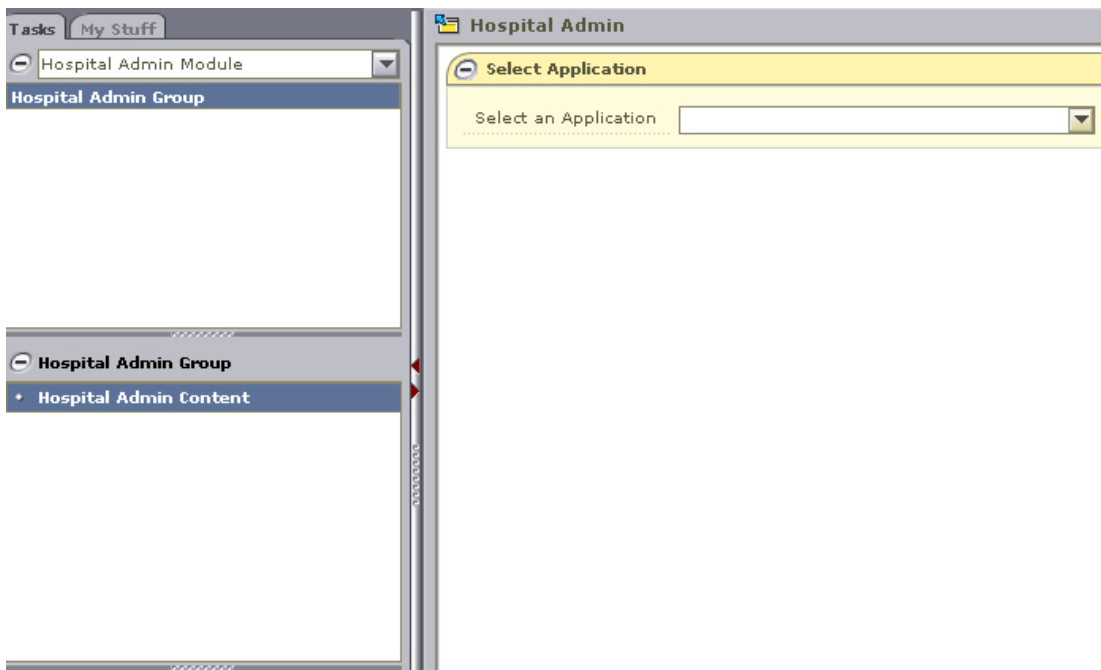 Tasks
My Stuff
Hospital Admin Module
Hospital Admin Group
Hospital Admin Group
Hospital Admin Content
Hospital Admin
Select Application
Select an Application